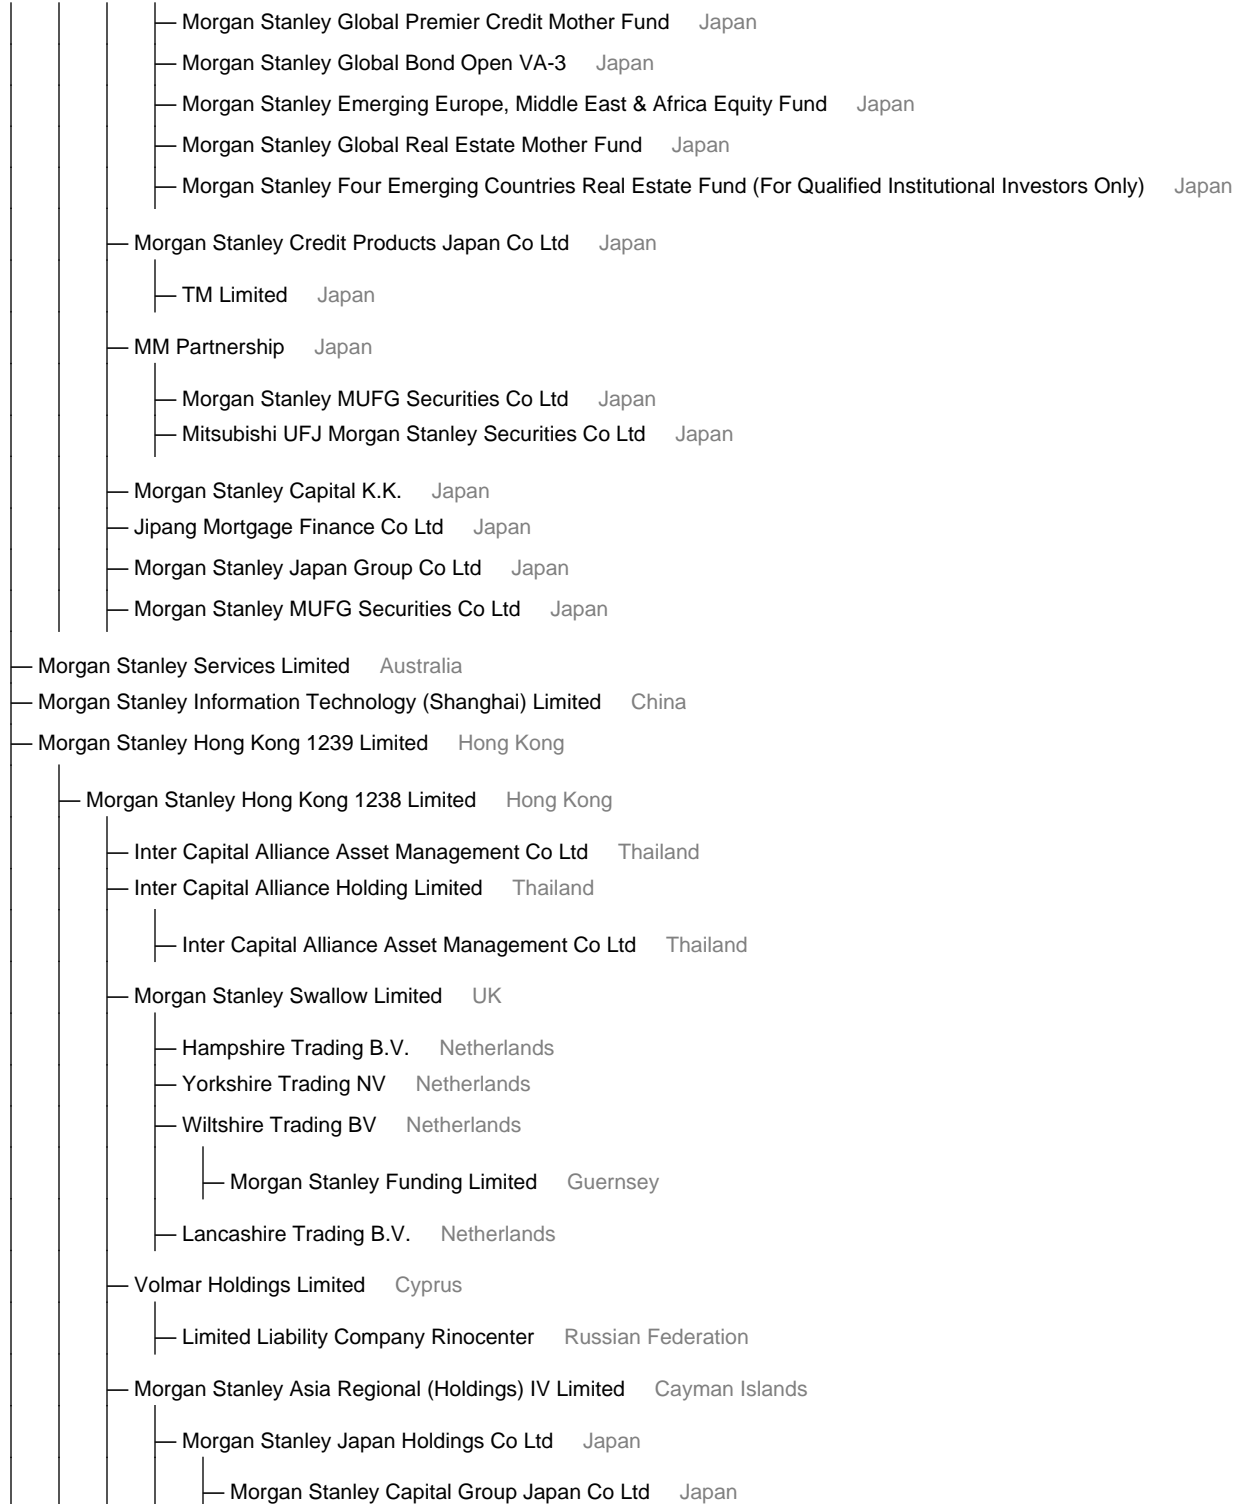 Morgan Stanley Global Premier Credit Mother Fund Japan
Morgan Stanley Global Bond Open VA-3 Japan
Morgan Stanley Emerging Europe, Middle East & Africa Equity Fund Japan
Morgan Stanley Global Real Estate Mother Fund Japan
Morgan Stanley Four Emerging Countries Real Estate Fund (For Qualified Institutional Investors Only) Japan
Morgan Stanley Credit Products Japan Co Ltd Japan
TM Limited Japan
MM Partnership Japan
Morgan Stanley MUFG Securities Co Ltd Japan
Mitsubishi UFJ Morgan Stanley Securities Co Ltd Japan
Morgan Stanley Capital K.K. Japan
Jipang Mortgage Finance Co Ltd Japan
Morgan Stanley Japan Group Co Ltd Japan
Morgan Stanley MUFG Securities Co Ltd Japan
Morgan Stanley Services Limited Australia
Morgan Stanley Information Technology (Shanghai) Limited China
Morgan Stanley Hong Kong 1239 Limited Hong Kong
Morgan Stanley Hong Kong 1238 Limited Hong Kong
Inter Capital Alliance Asset Management Co Ltd Thailand
Inter Capital Alliance Holding Limited Thailand
Inter Capital Alliance Asset Management Co Ltd Thailand
Morgan Stanley Swallow Limited UK
Hampshire Trading B.V. Netherlands
Yorkshire Trading NV Netherlands
Wiltshire Trading BV Netherlands
Morgan Stanley Funding Limited Guernsey
Lancashire Trading B.V. Netherlands
Volmar Holdings Limited Cyprus
Limited Liability Company Rinocenter Russian Federation
Morgan Stanley Asia Regional (Holdings) IV Limited Cayman Islands
Morgan Stanley Japan Holdings Co Ltd Japan
Morgan Stanley Capital Group Japan Co Ltd Japan